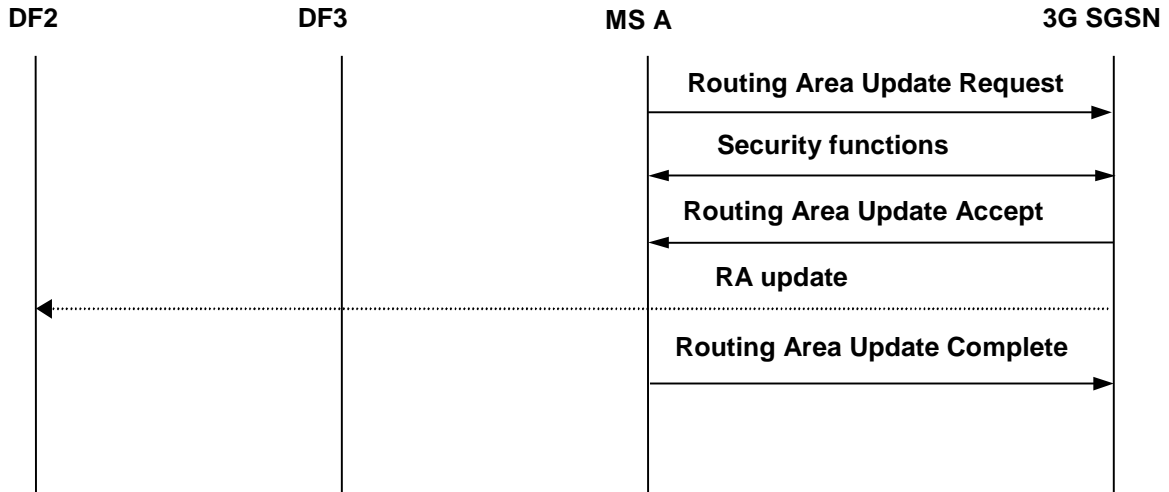 DF2 DF3 MS A 3G SGSN
Routing Area Update Request
Security functions
Routing Area Update Accept
RA update
Routing Area Update Complete